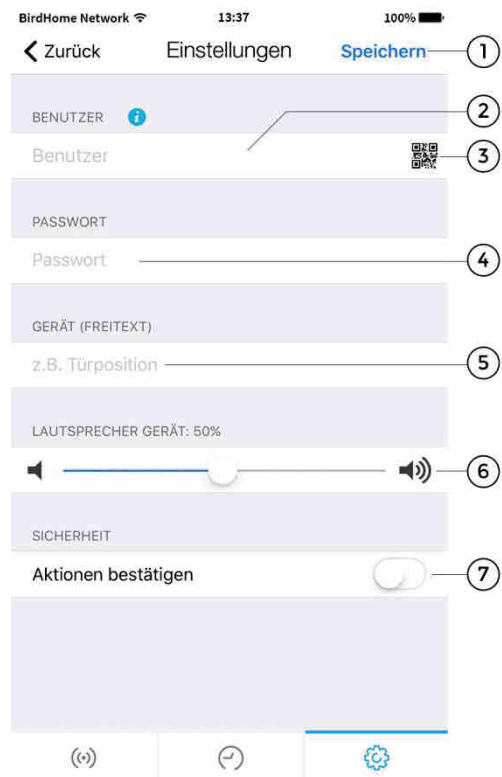 BirdHome Network 13:37 100%
Zurück Einstellungen Speichern 1
BENUTZER i 2
Benutzer 3
PASSWORT
Passwort 4
GERÄT (FREITEXT)
z.B. Türposition 5
LAUTSPRECHER GERÄT: 50%
6
SICHERHEIT
Aktionen bestätigen 7